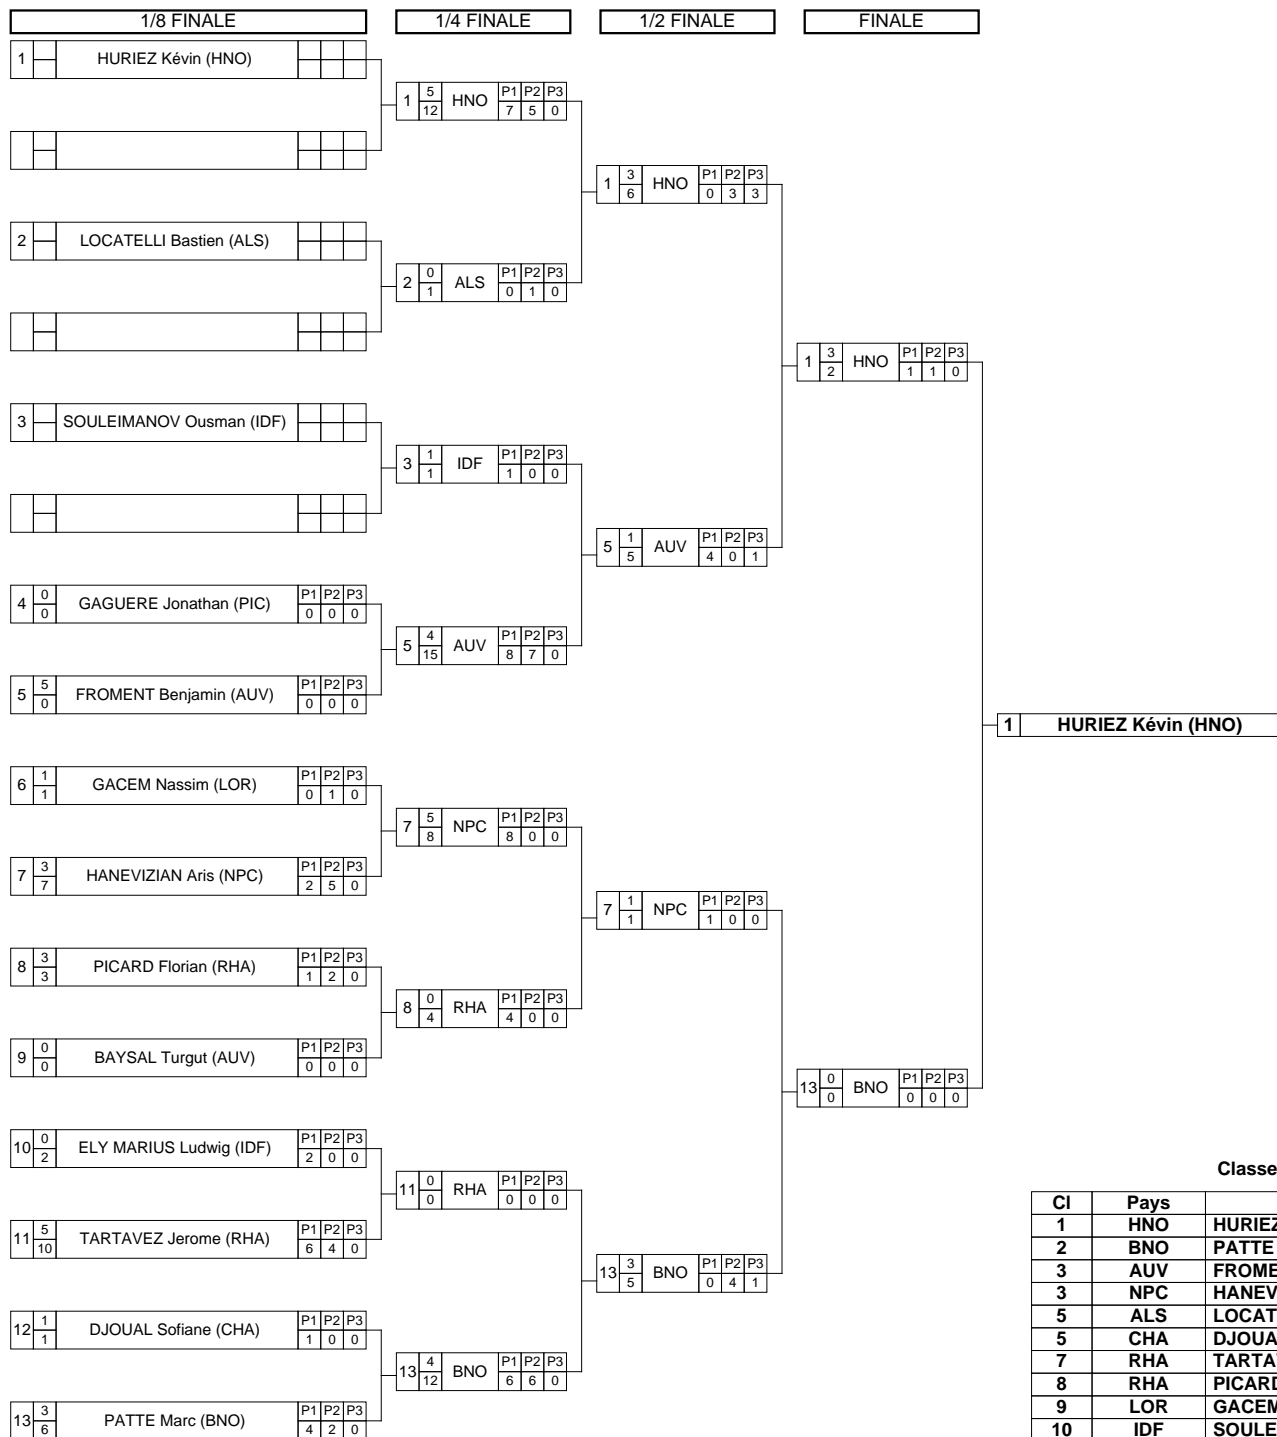 1/8 FINALE 1/4 FINALE 1/2 FINALE FINALE
1 HURIEZ Kévin (HNO)
1 5 12 HNO P1 P2 P3 7 5 0
1 3 6 HNO P1 P2 P3 0 3 3
2 LOCATELLI Bastien (ALS)
2 0 1 ALS P1 P2 P3 0 1 0
1 3 2 HNO P1 P2 P3 1 1 0
3 SOULEIMANOV Ousman (IDF)
3 1 1 IDF P1 P2 P3 1 0 0
5 1 5 AUV P1 P2 P3 4 0 1
4 0 0 GAGUERE Jonathan (PIC) P1 P2 P3 0 0 0
5 4 15 AUV P1 P2 P3 8 7 0
5 5 0 FROMENT Benjamin (AUV) P1 P2 P3 0 0 0
1 HURIEZ Kévin (HNO)
6 1 1 GACEM Nassim (LOR) P1 P2 P3 0 1 0
7 5 8 NPC P1 P2 P3 8 0 0
7 3 7 HANEVIZIAN Aris (NPC) P1 P2 P3 2 5 0
7 1 1 NPC P1 P2 P3 1 0 0
8 3 3 PICARD Florian (RHA) P1 P2 P3 1 2 0
8 0 4 RHA P1 P2 P3 4 0 0
9 0 0 BAYSAL Turgut (AUV) P1 P2 P3 0 0 0
13 0 0 BNO P1 P2 P3 0 0 0
10 0 2 ELY MARIUS Ludwig (IDF) P1 P2 P3 2 0 0
11 0 0 RHA P1 P2 P3 0 0 0
11 5 10 TARTAVEZ Jerome (RHA) P1 P2 P3 6 4 0
13 3 5 BNO P1 P2 P3 0 4 1
12 1 1 DJOUAL Sofiane (CHA) P1 P2 P3 1 0 0
13 4 12 BNO P1 P2 P3 6 6 0
13 3 6 PATTE Marc (BNO) P1 P2 P3 4 2 0
Classe
Cl Pays
1 HNO HURIEZ
2 BNO PATTE
3 AUV FROME
3 NPC HANEV
5 ALS LOCAT
5 CHA DJOUA
7 RHA TARTA
8 RHA PICARD
9 LOR GACEM
10 IDF SOULE